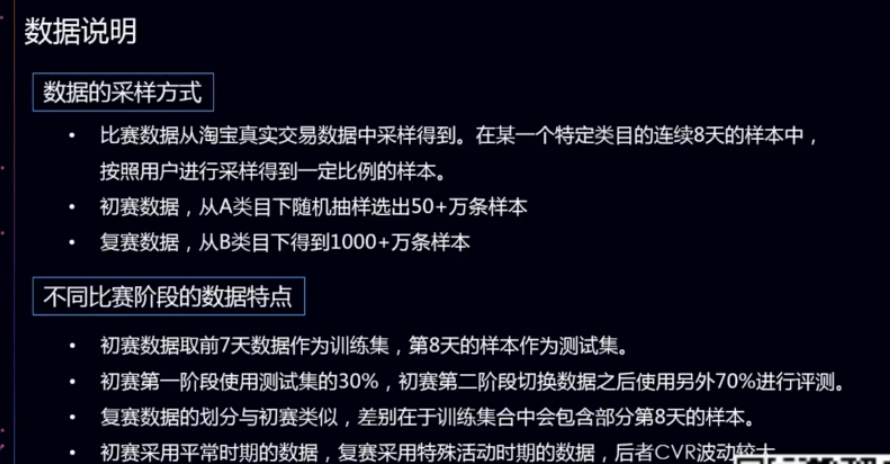 数据说明
数据的采样方式
• 比赛数据从淘宝真实交易数据中采样得到。在某一个特定类目的连续8天的样本中，
按照用户进行采样得到一定比例的样本。
• 初赛数据，从A类目下随机抽样选出50+万条样本
• 复赛数据，从B类目下得到1000+万条样本
不同比赛阶段的数据特点
• 初赛数据取前7天数据作为训练集，第8天的样本作为测试集。
• 初赛第一阶段使用测试集的30%，初赛第二阶段切换数据之后使用另外70%进行评测。
• 复赛数据的划分与初赛类似，差别在于训练集合中会包含部分第8天的样本。
• 初赛采用平常时期的数据，复赛采用特殊活动时期的数据，后者CVR波动较大